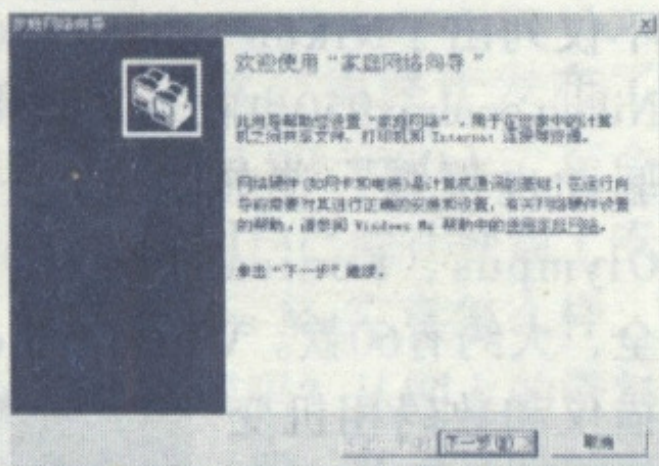 家庭网络向导
欢迎使用“家庭网络向导”
此向导帮助您设置“家庭网络”，用于在您家中的计算
机之间共享文件、打印机和 Internet 连接等资源。
网络硬件(如网卡和电缆)是计算机通讯的基础，在运行向
导前需要对其进行正确的安装和设置，有关网络硬件设置
的帮助，请参阅 Windows Me 帮助中的使用家庭网络。
单击“下一步”继续。
下一步(N) >
取消